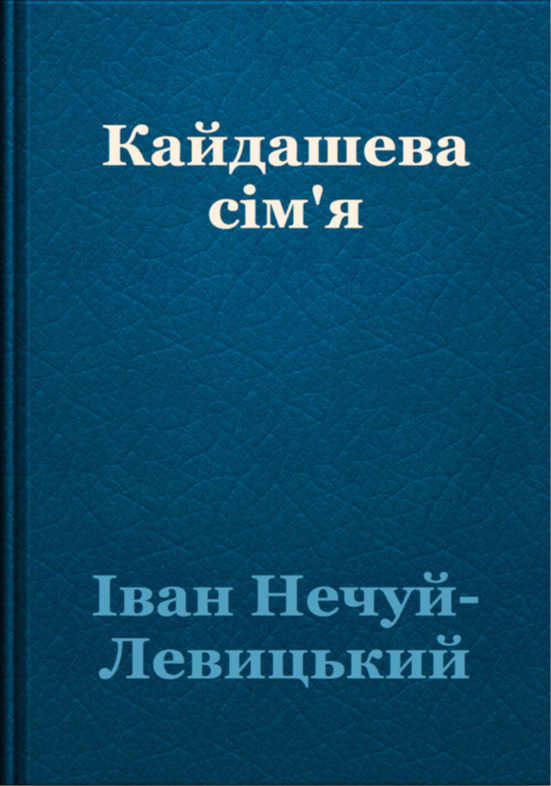 Кайдашева
сім'я
Іван Нечуй-
Левицький